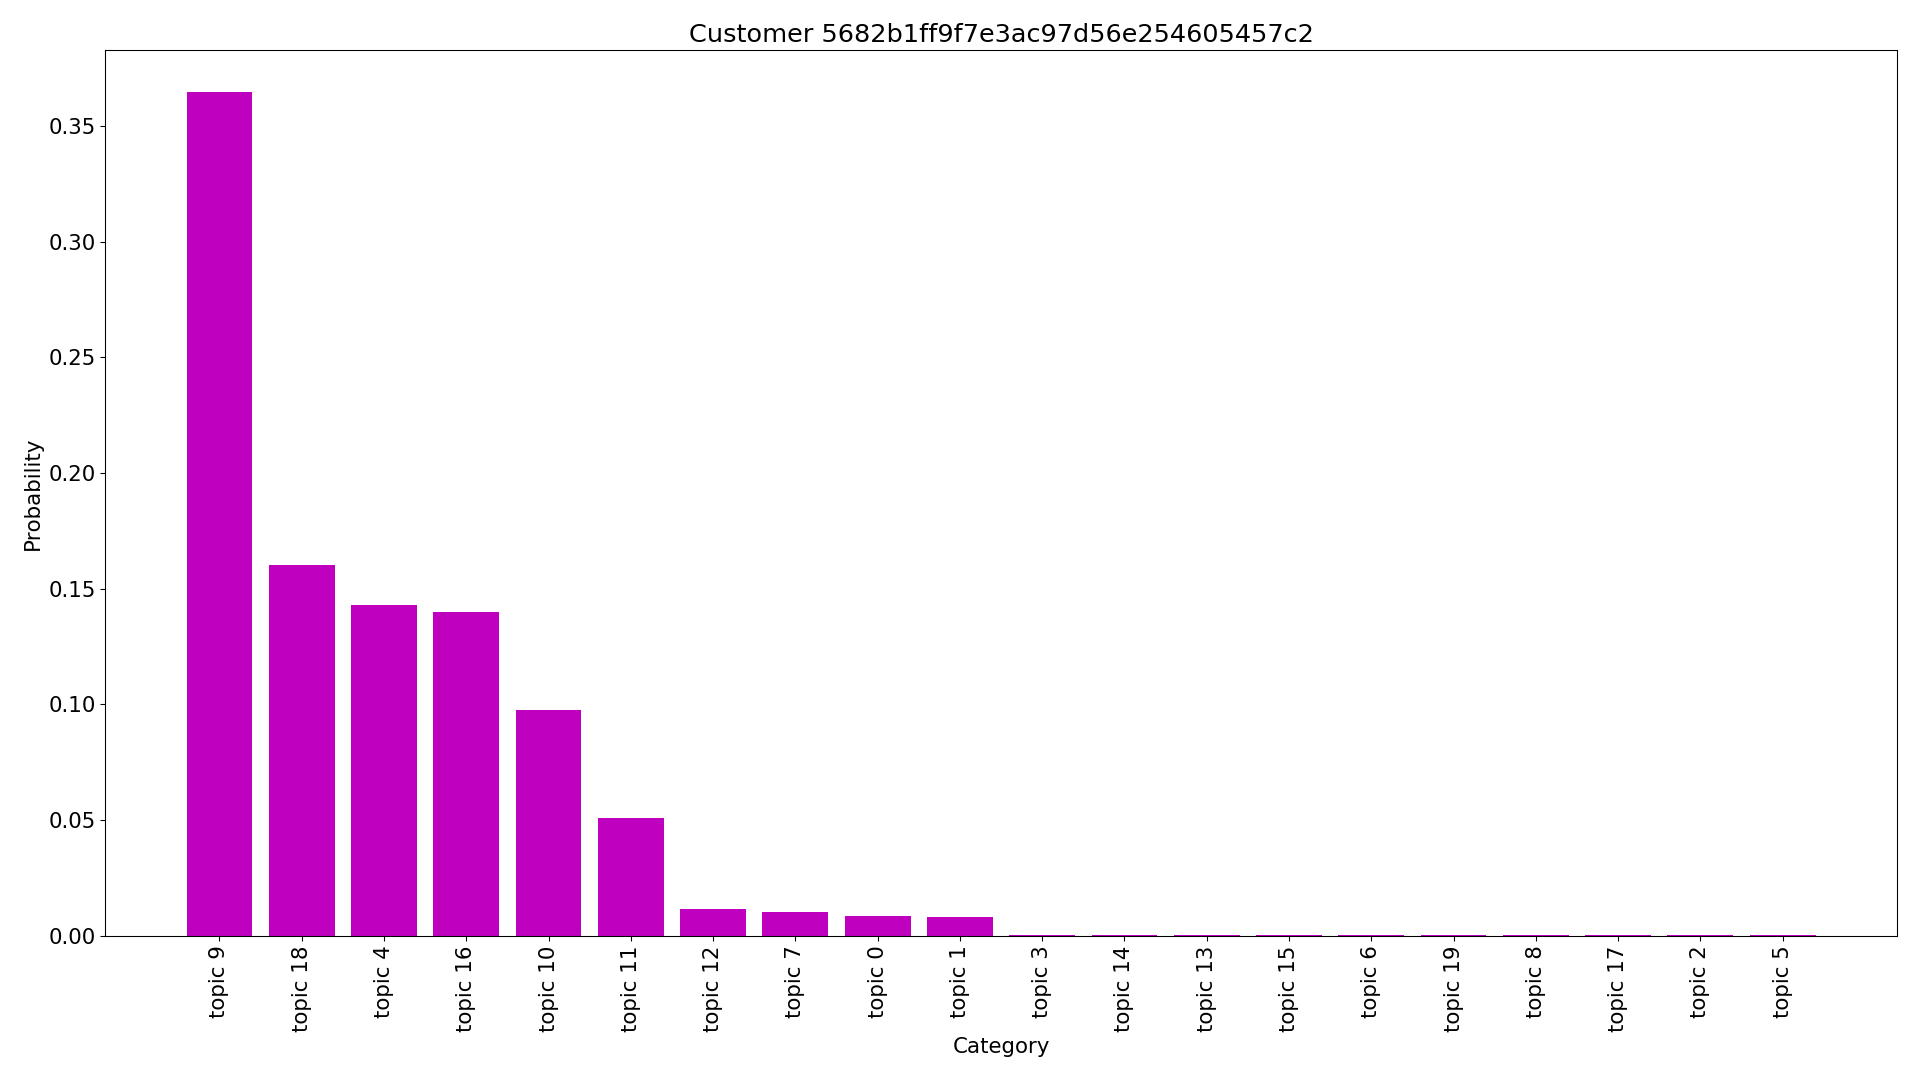 Customer 5682b1ff9f7e3ac97d56e254605457c2
Probability
0.35
0.30
0.25
0.20
0.15
0.10
0.05
0.00
topic 9
topic 18
topic 4
topic 16
topic 10
topic 11
topic 12
topic 7
topic 0
topic 1
topic 3
topic 14
topic 13
topic 15
topic 6
topic 19
topic 8
topic 17
topic 2
topic 5
Category